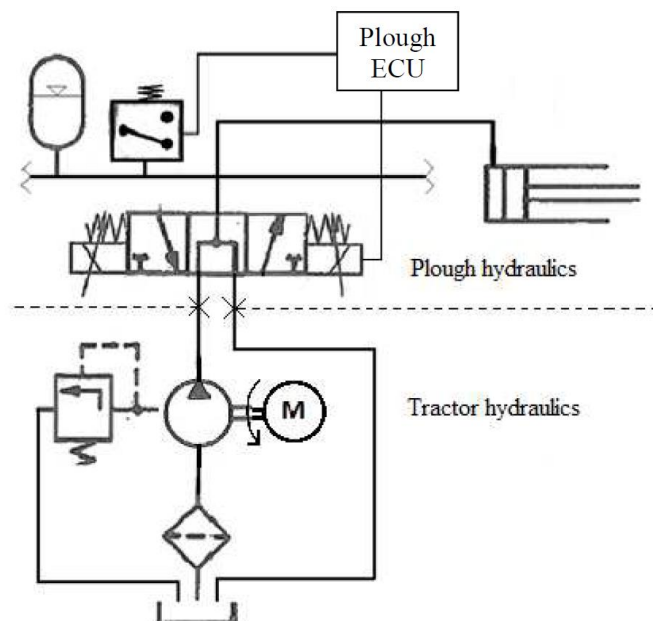 Plough
ECU
Plough hydraulics
Tractor hydraulics
M